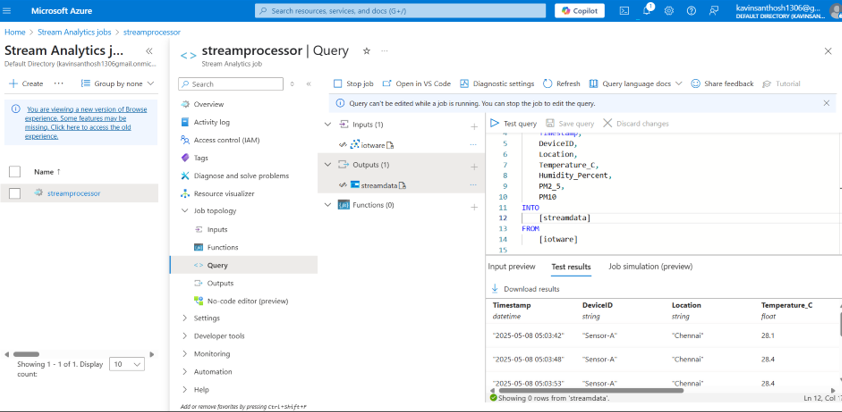 Microsoft Azure
Search resources, services, and docs (G+/)
Copilot
1
kavinsanthosh1306@g...
DEFAULT DIRECTORY (KAVINSAN...
Home > Stream Analytics jobs > streamprocessor
Stream Analytics j...
Default Directory (kavinsanthosh1306gmail.onmic...
+ Create
Group by none
You are viewing a new version of Browse
experience. Some features may be
missing. Click here to access the old
experience.
Name ↑
streamprocessor
Showing 1 - 1 of 1. Display
count:
10
streamprocessor | Query
Stream Analytics job
Search
Overview
Activity log
Access control (IAM)
Tags
Diagnose and solve problems
Resource visualizer
Job topology
Inputs
Functions
Query
Outputs
No-code editor (preview)
Settings
Developer tools
Monitoring
Automation
Help
Add or remove favorites by pressing Ctrl+Shift+F
Stop job
Open in VS Code
Diagnostic settings
Refresh
Query language docs
Share feedback
Tutorial
Query can't be edited while a job is running. You can stop the job to edit the query.
Inputs (1)
iotware
Outputs (1)
streamdata
Functions (0)
Test query
Save query
Discard changes
4 Timestamp,
5 DeviceID,
6 Location,
7 Temperature_C,
8 Humidity_Percent,
9 PM2_5,
10 PM10
11 INTO
12 [streamdata]
13 FROM
14 [iotware]
15
Input preview
Test results
Job simulation (preview)
Download results
Timestamp DeviceID Location Temperature_C
datetime string string float
"2025-05-08 05:03:42" "Sensor-A" "Chennai" 28.1
"2025-05-08 05:03:48" "Sensor-A" "Chennai" 28.4
"2025-05-08 05:03:53" "Sensor-A" "Chennai" 28.4
Showing 0 rows from 'streamdata'.
Ln 12, Col